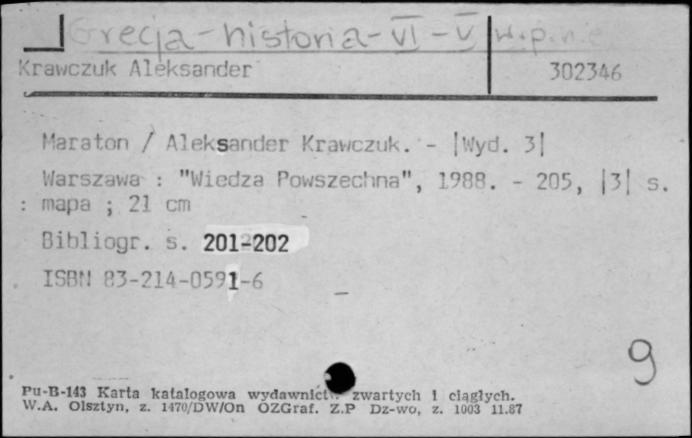 Grecja-historia-VI-V w.p.n.e
Krawczuk Aleksander 302346
Maraton / Aleksander Krawczuk. - |Wyd. 3|
Warszawa : "Wiedza Powszechna", 1988. - 205, |3| s.
: mapa ; 21 cm
Bibliogr. s. 201-202
ISBN 83-214-0591-6
9
Pu-B-143 Karta katalogowa wydawnictw zwartych i ciągłych.
W.A. Olsztyn, z. 1470/DW/On OZGraf. Z.P Dz-wo, z. 1003 11.87